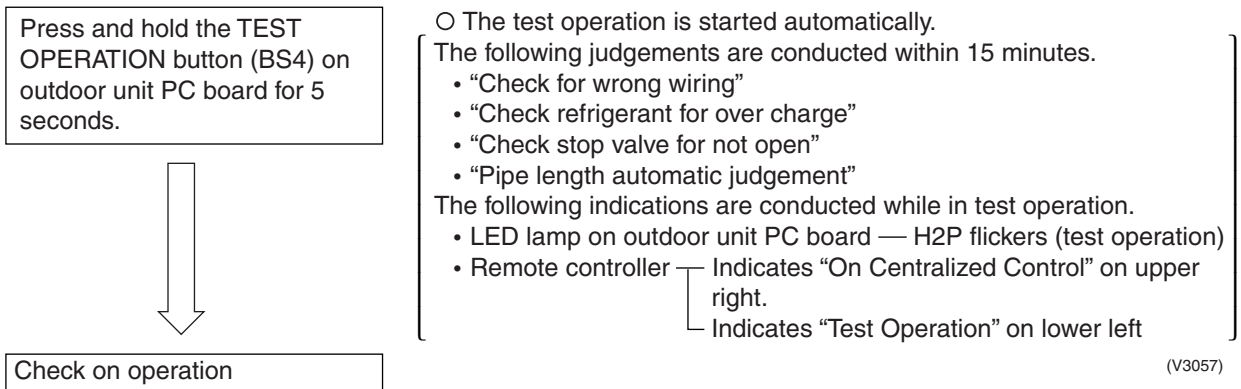 Press and hold the TEST
OPERATION button (BS4) on
outdoor unit PC board for 5
seconds.
○ The test operation is started automatically.
The following judgements are conducted within 15 minutes.
• “Check for wrong wiring”
• “Check refrigerant for over charge”
• “Check stop valve for not open”
• “Pipe length automatic judgement”
The following indications are conducted while in test operation.
• LED lamp on outdoor unit PC board — H2P flickers (test operation)
• Remote controller — Indicates “On Centralized Control” on upper
right.
Indicates “Test Operation” on lower left
Check on operation
(V3057)